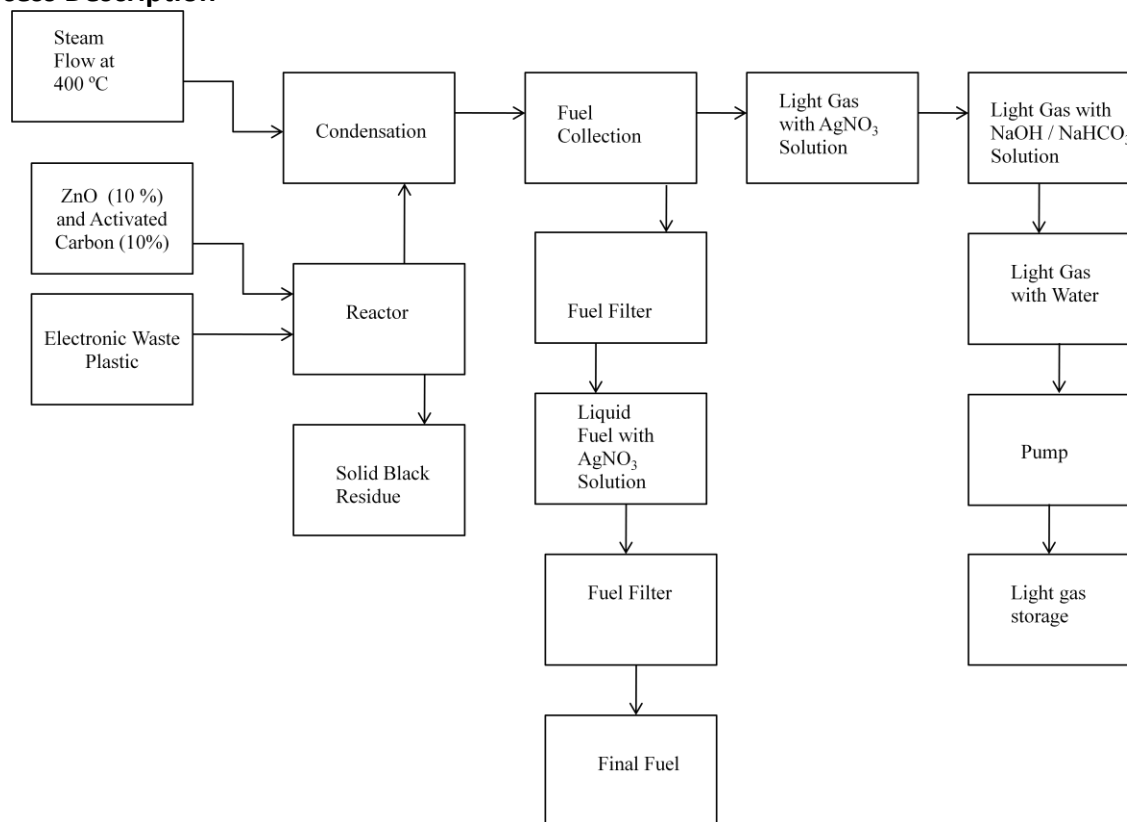 Process Description
Steam
Flow at
400 ºC
Condensation
Fuel
Collection
Light Gas
with AgNO₃
Solution
Light Gas with
NaOH / NaHCO₃
Solution
ZnO (10 %)
and Activated
Carbon (10%)
Reactor
Electronic Waste
Plastic
Solid Black
Residue
Fuel Filter
Liquid
Fuel with
AgNO₃
Solution
Fuel Filter
Final Fuel
Light Gas
with Water
Pump
Light gas
storage